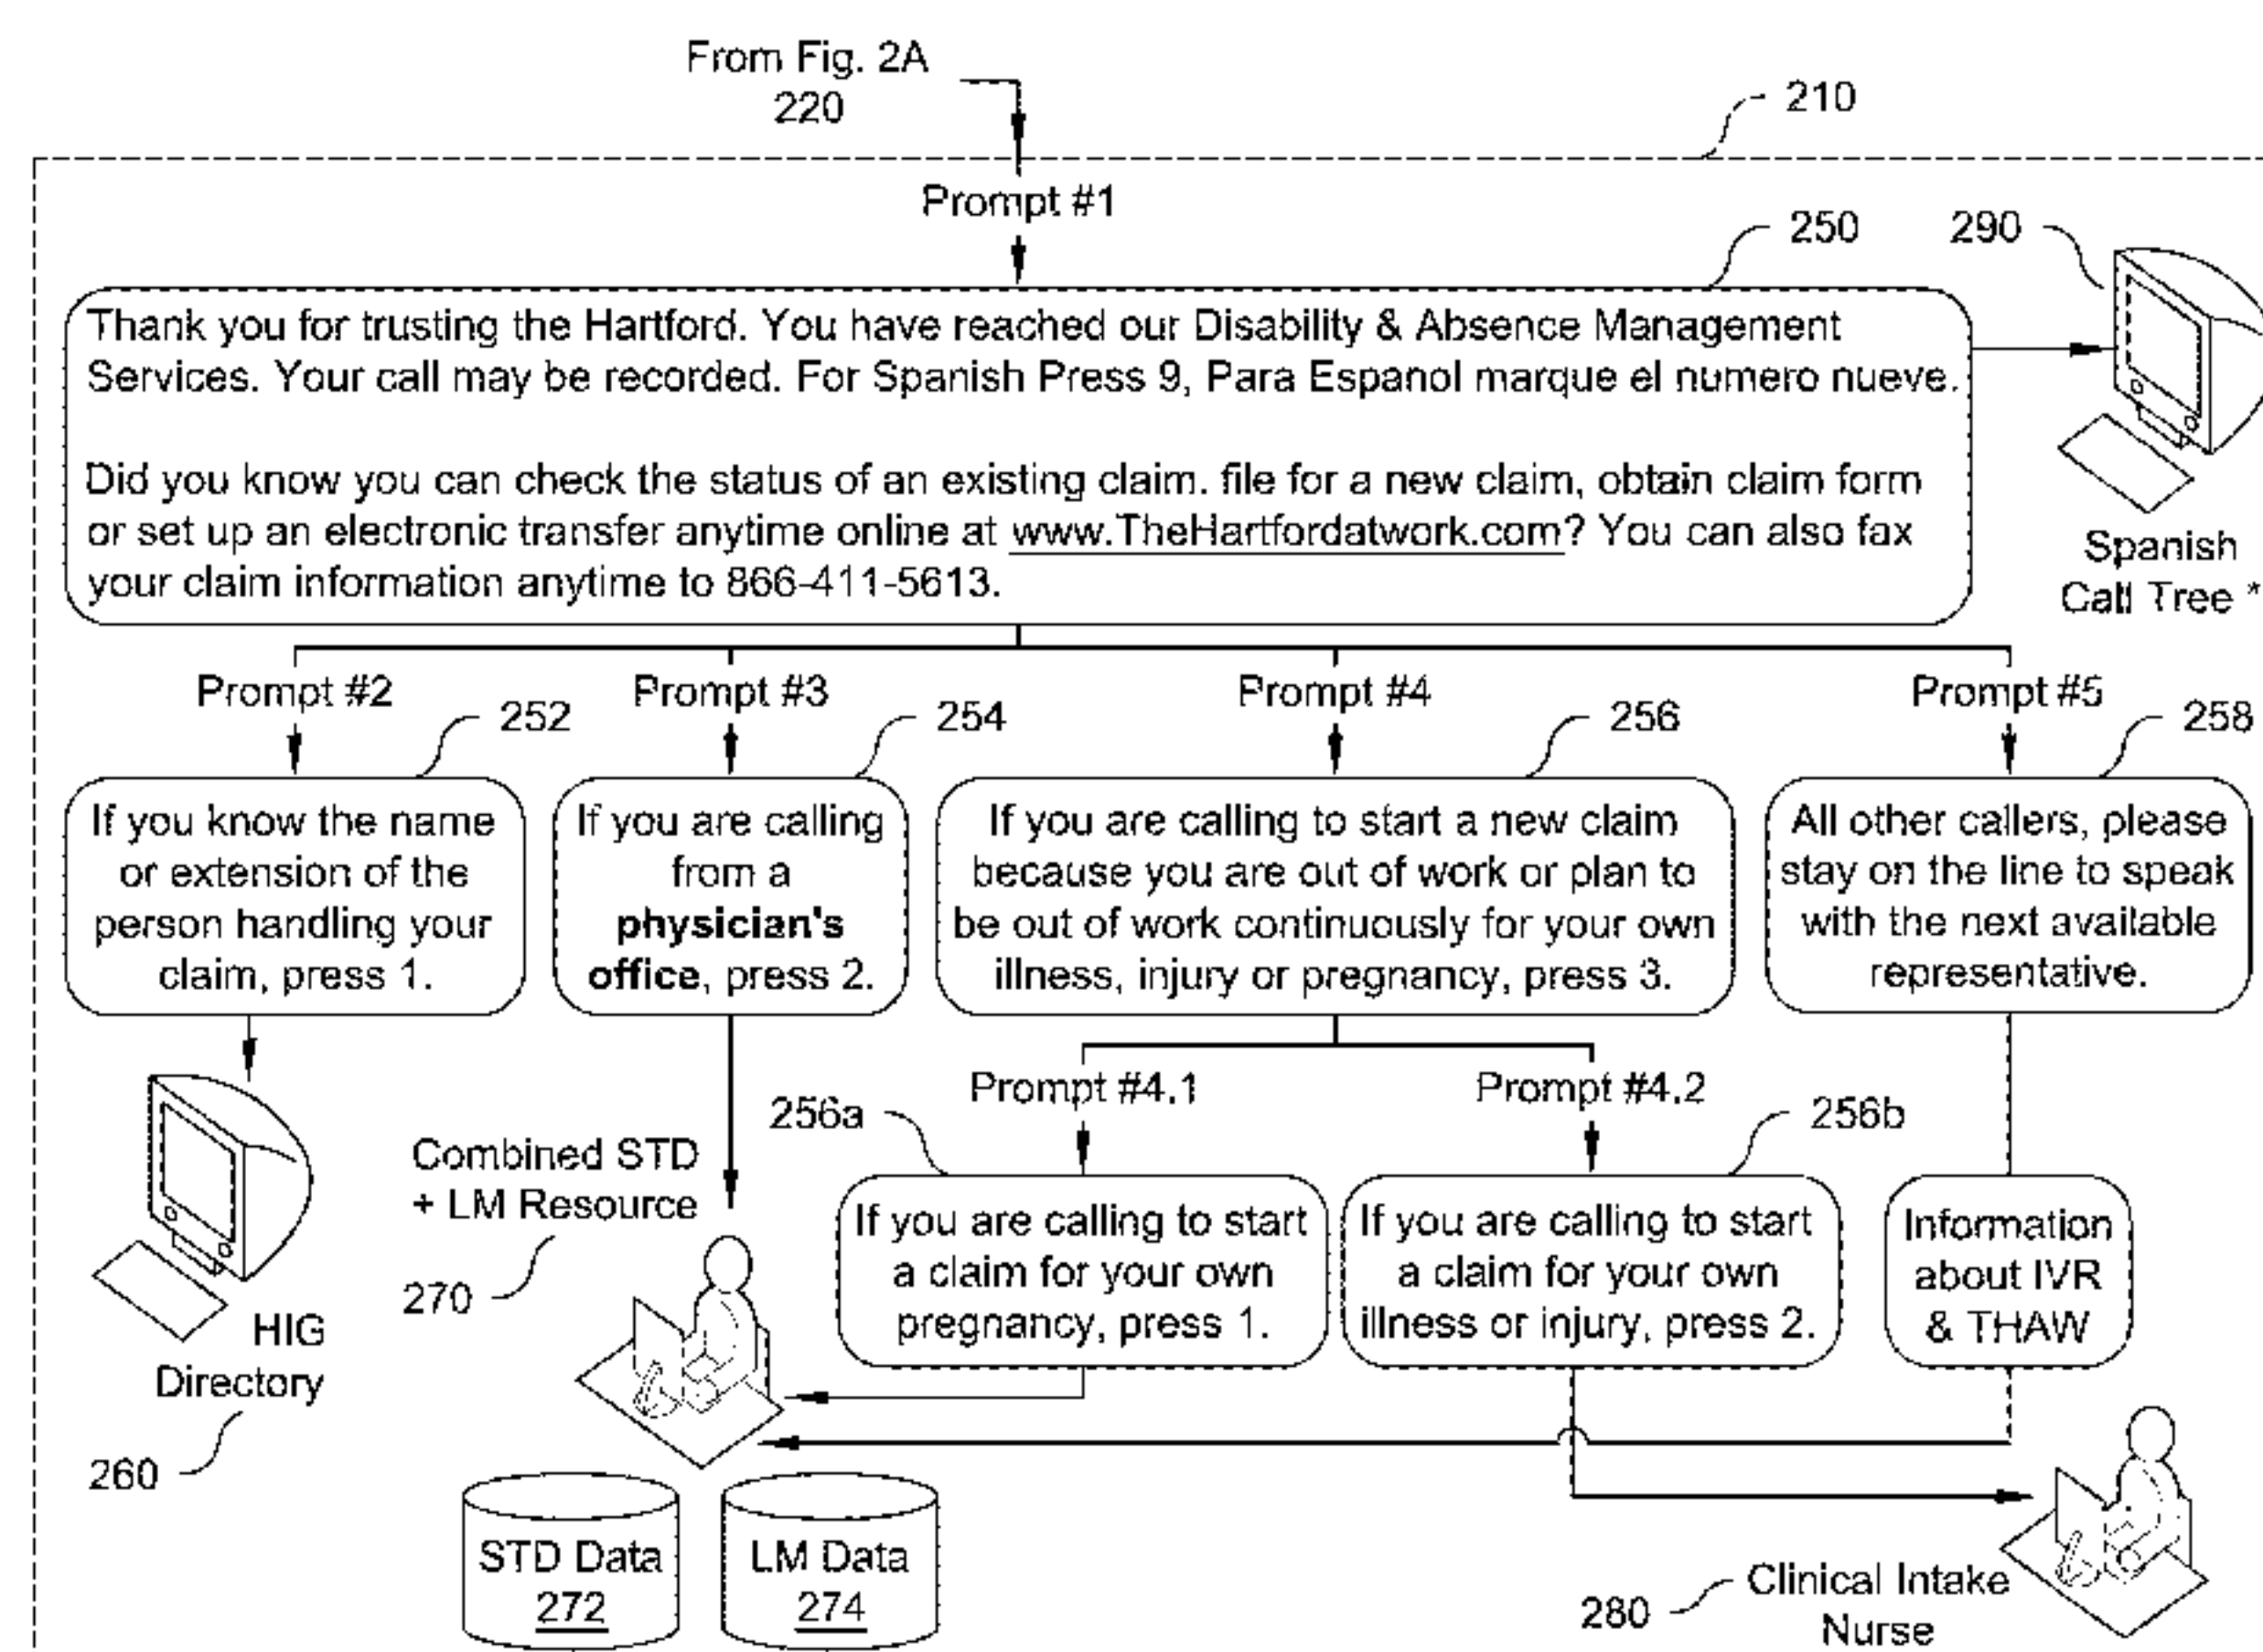 From Fig. 2A
220
210
Prompt #1
250
290
Thank you for trusting the Hartford. You have reached our Disability & Absence Management
Services. Your call may be recorded. For Spanish Press 9, Para Espanol marque el numero nueve.
Did you know you can check the status of an existing claim. file for a new claim, obtain claim form
or set up an electronic transfer anytime online at www.TheHartfordatwork.com? You can also fax
your claim information anytime to 866-411-5613.
Spanish
Call Tree *
Prompt #2
252
If you know the name
or extension of the
person handling your
claim, press 1.
Prompt #3
254
If you are calling
from a
physician's
office, press 2.
Prompt #4
256
If you are calling to start a new claim
because you are out of work or plan to
be out of work continuously for your own
illness, injury or pregnancy, press 3.
Prompt #5
258
All other callers, please
stay on the line to speak
with the next available
representative.
Prompt #4.1
256a
If you are calling to start
a claim for your own
pregnancy, press 1.
Prompt #4.2
256b
If you are calling to start
a claim for your own
illness or injury, press 2.
Information
about IVR
& THAW
HIG
Directory
260
Combined STD
+ LM Resource
270
STD Data
272
LM Data
274
280
Clinical Intake
Nurse